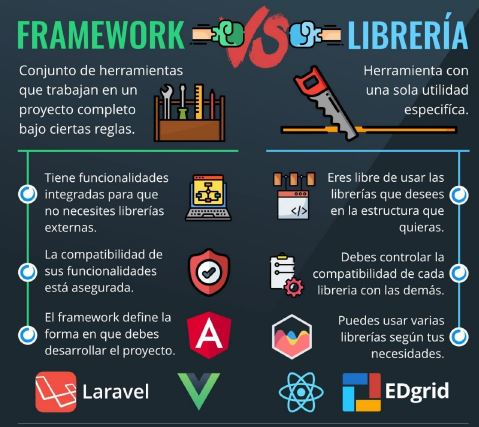 FRAMEWORK VS LIBRERÍA
Conjunto de herramientas
que trabajan en un
proyecto completo
bajo ciertas reglas.
Herramienta con
una sola utilidad
especifíca.
Tiene funcionalidades
integradas para que
no necesites librerías
externas.
Eres libre de usar las
librerías que desees
en la estructura que
quieras.
La compatibilidad de
sus funcionalidades
está asegurada.
Debes controlar la
compatibilidad de cada
libreria con las demás.
El framework define la
forma en que debes
desarrollar el proyecto.
Puedes usar varias
librerías según tus
necesidades.
Laravel
EDgrid